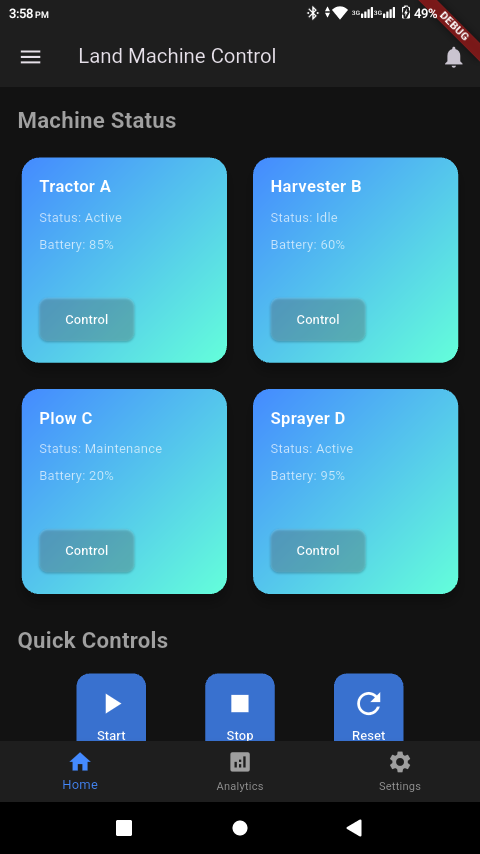 3:58 PM 3G 3G 49%
DEBUG
Land Machine Control
Machine Status
Tractor A Harvester B
Status: Active Status: Idle
Battery: 85% Battery: 60%
Control Control
Plow C Sprayer D
Status: Maintenance Status: Active
Battery: 20% Battery: 95%
Control Control
Quick Controls
Start Stop Reset
Home Analytics Settings